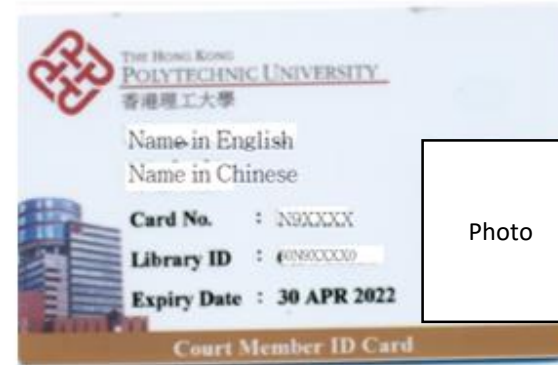 THE HONG KONG
POLYTECHNIC UNIVERSITY
香港理工大學
Name in English
Name in Chinese
Card No. : N9XXXX
Library ID : 00N9XXXX0
Expiry Date : 30 APR 2022
Photo
Court Member ID Card